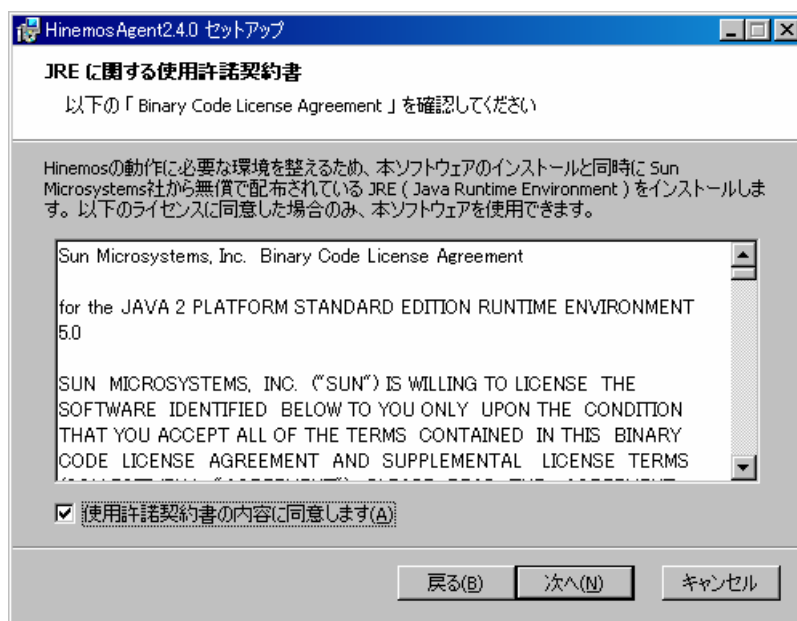 HinemosAgent2.4.0 セットアップ
JRE に関する使用許諾契約書
以下の「 Binary Code License Agreement 」を確認してください
Hinemosの動作に必要な環境を整えるため、本ソフトウェアのインストールと同時に Sun
Microsystems社から無償で配布されている JRE ( Java Runtime Environment ) をインストールしま
す。以下のライセンスに同意した場合のみ、本ソフトウェアを使用できます。
Sun Microsystems, Inc. Binary Code License Agreement
for the JAVA 2 PLATFORM STANDARD EDITION RUNTIME ENVIRONMENT
5.0
SUN MICROSYSTEMS, INC. ("SUN") IS WILLING TO LICENSE THE
SOFTWARE IDENTIFIED BELOW TO YOU ONLY UPON THE CONDITION
THAT YOU ACCEPT ALL OF THE TERMS CONTAINED IN THIS BINARY
CODE LICENSE AGREEMENT AND SUPPLEMENTAL LICENSE TERMS
使用許諾契約書の内容に同意します(A)
戻る(B)
次へ(N)
キャンセル